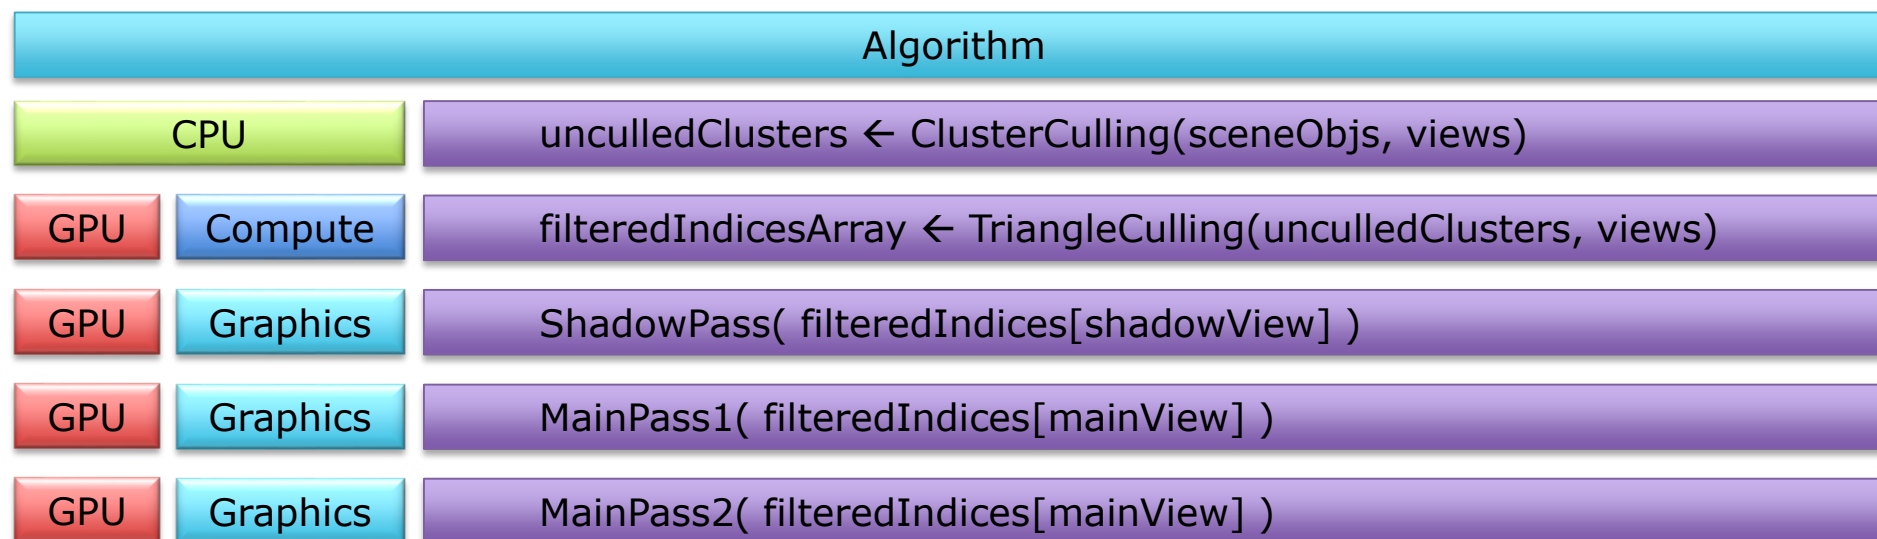 Algorithm
CPU unculledClusters ← ClusterCulling(sceneObjs, views)
GPU Compute filteredIndicesArray ← TriangleCulling(unculledClusters, views)
GPU Graphics ShadowPass( filteredIndices[shadowView] )
GPU Graphics MainPass1( filteredIndices[mainView] )
GPU Graphics MainPass2( filteredIndices[mainView] )